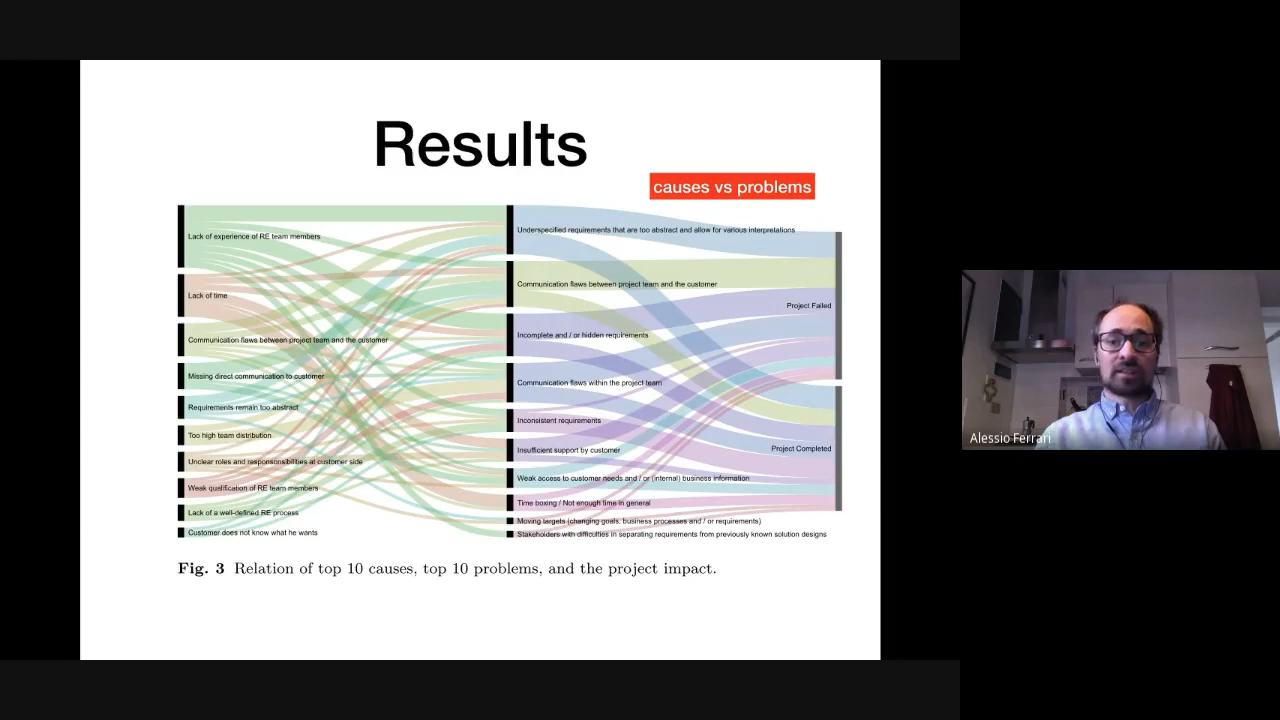 Results
causes vs problems
Lack of experience of RE team members
Lack of time
Communication flaws between project team and the customer
Missing direct communication to customer
Requirements remain too abstract
Too high team distribution
Unclear roles and responsonsibilities at customer side
Weak qualification of RE team members
Lack of a well-defined RE process
Customer does not know what he wants
Underspecified requirements that are too abstract and allow for various interpretations
Communication flaws between project team and the customer
Incomplete and / or hidden requirements
Communication flaws within the project team
Inconsistent requirements
Insufficient support by customer
Weak access to customer needs and / or (internal) business information
Time boxing / Not enough time in general
Moving targets (changing goals, business processes and / or requirements)
Stakeholders with difficulties in separating requirements from previously known solution designs
Project Failed
Project Completed
Fig. 3 Relation of top 10 causes, top 10 problems, and the project impact.
Alessio Ferrari